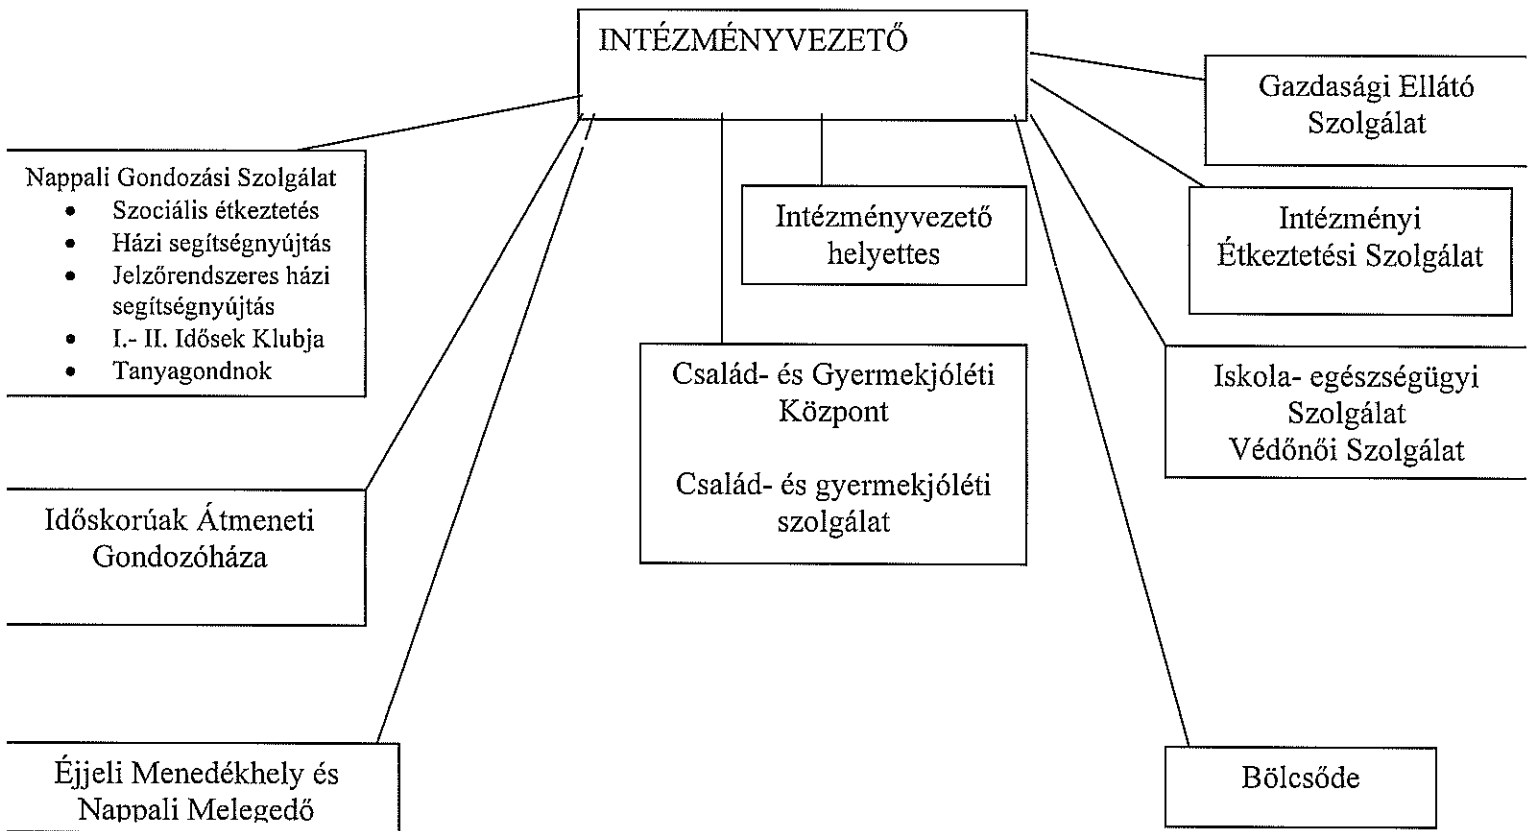 INTÉZMÉNYVEZETŐ
Gazdasági Ellátó
Szolgálat
Nappali Gondozási Szolgálat
• Szociális étkeztetés
• Házi segítségnyújtás
• Jelzőrendszeres házi
segítségnyújtás
• I.- II. Idősek Klubja
• Tanyagondnok
Intézményvezető
helyettes
Intézményi
Étkeztetési Szolgálat
Család- és Gyermekjóléti
Központ
Család- és gyermekjóléti
szolgálat
Iskola- egészségügyi
Szolgálat
Védőnői Szolgálat
Időskorúak Átmeneti
Gondozóháza
Éjjeli Menedékhely és
Nappali Melegedő
Bölcsőde